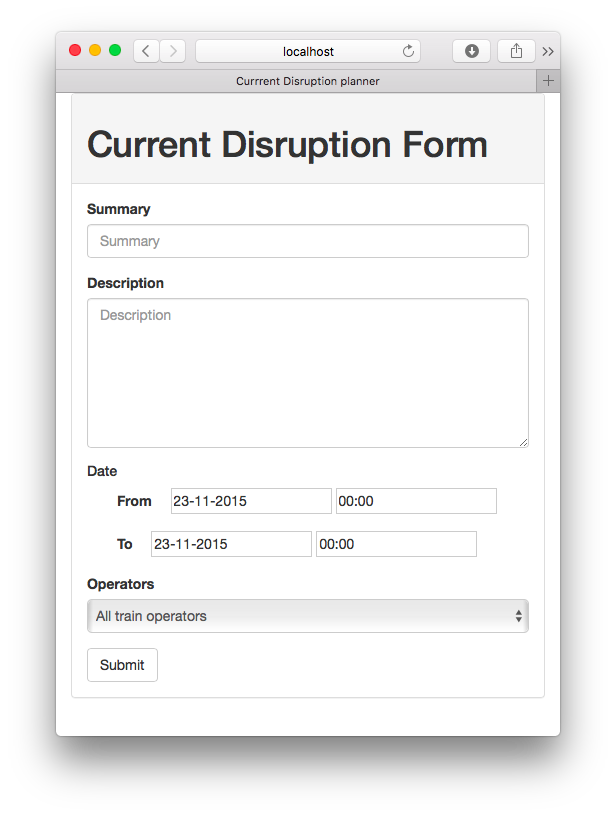 localhost
Currrent Disruption planner
Current Disruption Form
Summary
Summary
Description
Description
Date
From 23-11-2015 00:00
To 23-11-2015 00:00
Operators
All train operators
Submit